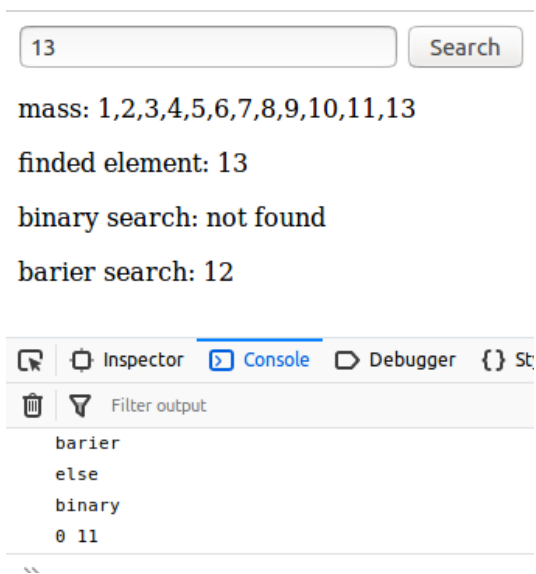 13 Search
mass: 1,2,3,4,5,6,7,8,9,10,11,13
finded element: 13
binary search: not found
barier search: 12
Inspector Console Debugger {} St
Filter output
barier
else
binary
0 11
»